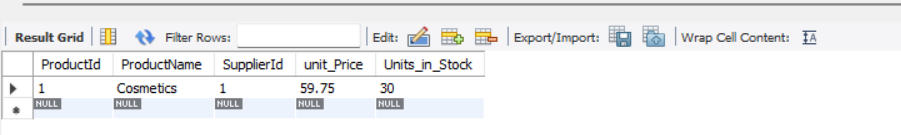 Result Grid Filter Rows: Edit: Export/Import: Wrap Cell Content: IA
ProductId ProductName SupplierId unit_Price Units_in_Stock
1 Cosmetics 1 59.75 30
NULL NULL NULL NULL NULL